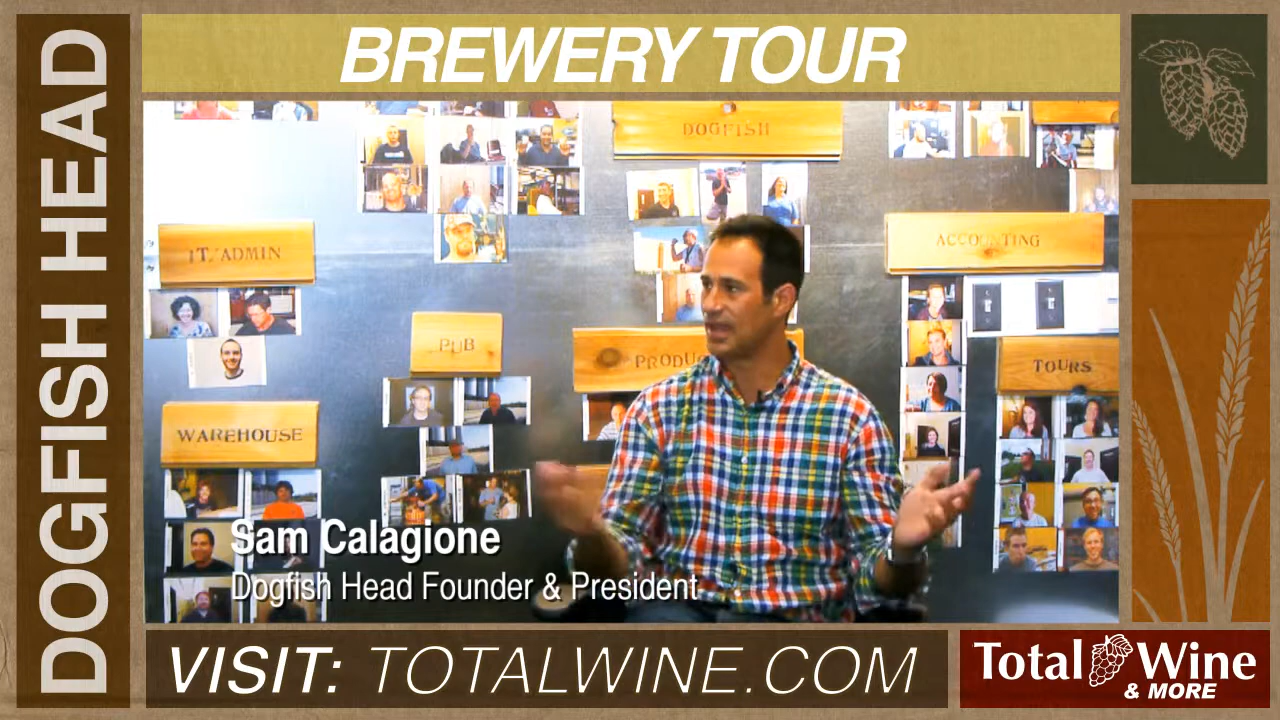 BREWERY TOUR
DOGFISH HEAD
DOGFISH
IT/ADMIN
ACCOUNTING
PUB
TOURS
WAREHOUSE
Sam Calagione
Dogfish Head Founder & President
VISIT: TOTALWINE.COM
Total Wine
& MORE